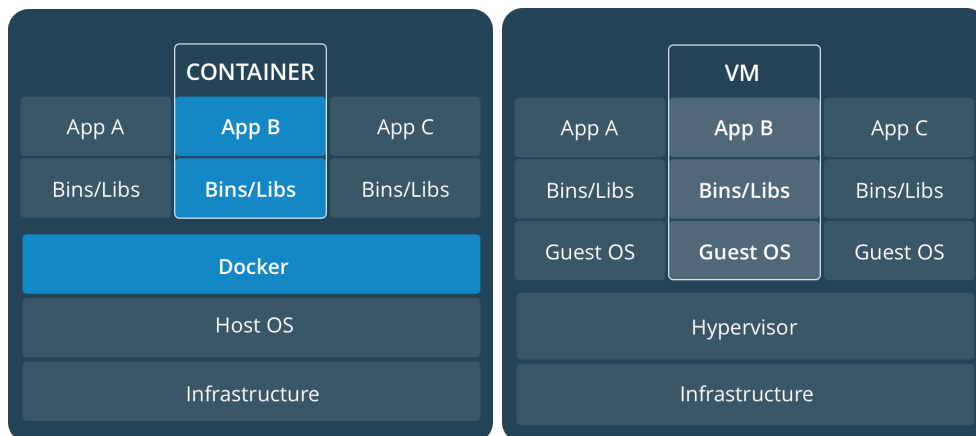 CONTAINER
App A
App B
App C
Bins/Libs
Bins/Libs
Bins/Libs
Docker
Host OS
Infrastructure
VM
App A
App B
App C
Bins/Libs
Bins/Libs
Bins/Libs
Guest OS
Guest OS
Guest OS
Hypervisor
Infrastructure